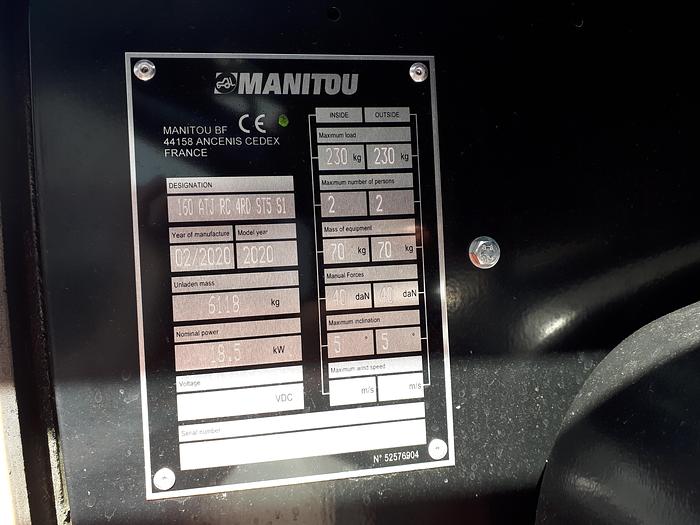 MANITOU
CE
MANITOU BF
44158 ANCENIS CEDEX
FRANCE
DESIGNATION
160 ATJ RC 4RD ST5 S1
Year of manufacture Model year
02/2020 2020
Unladen mass
6118 kg
Nominal power
18.5 kW
Voltage
VDC
Serial number
INSIDE OUTSIDE
Maximum load
230 kg 230 kg
Maximum number of persons
2 2
Mass of equipment
70 kg 70 kg
Manual Forces
40 daN 40 daN
Maximum inclination
5 ° 5 °
Maximum wind speed
m/s m/s
N° 52576904